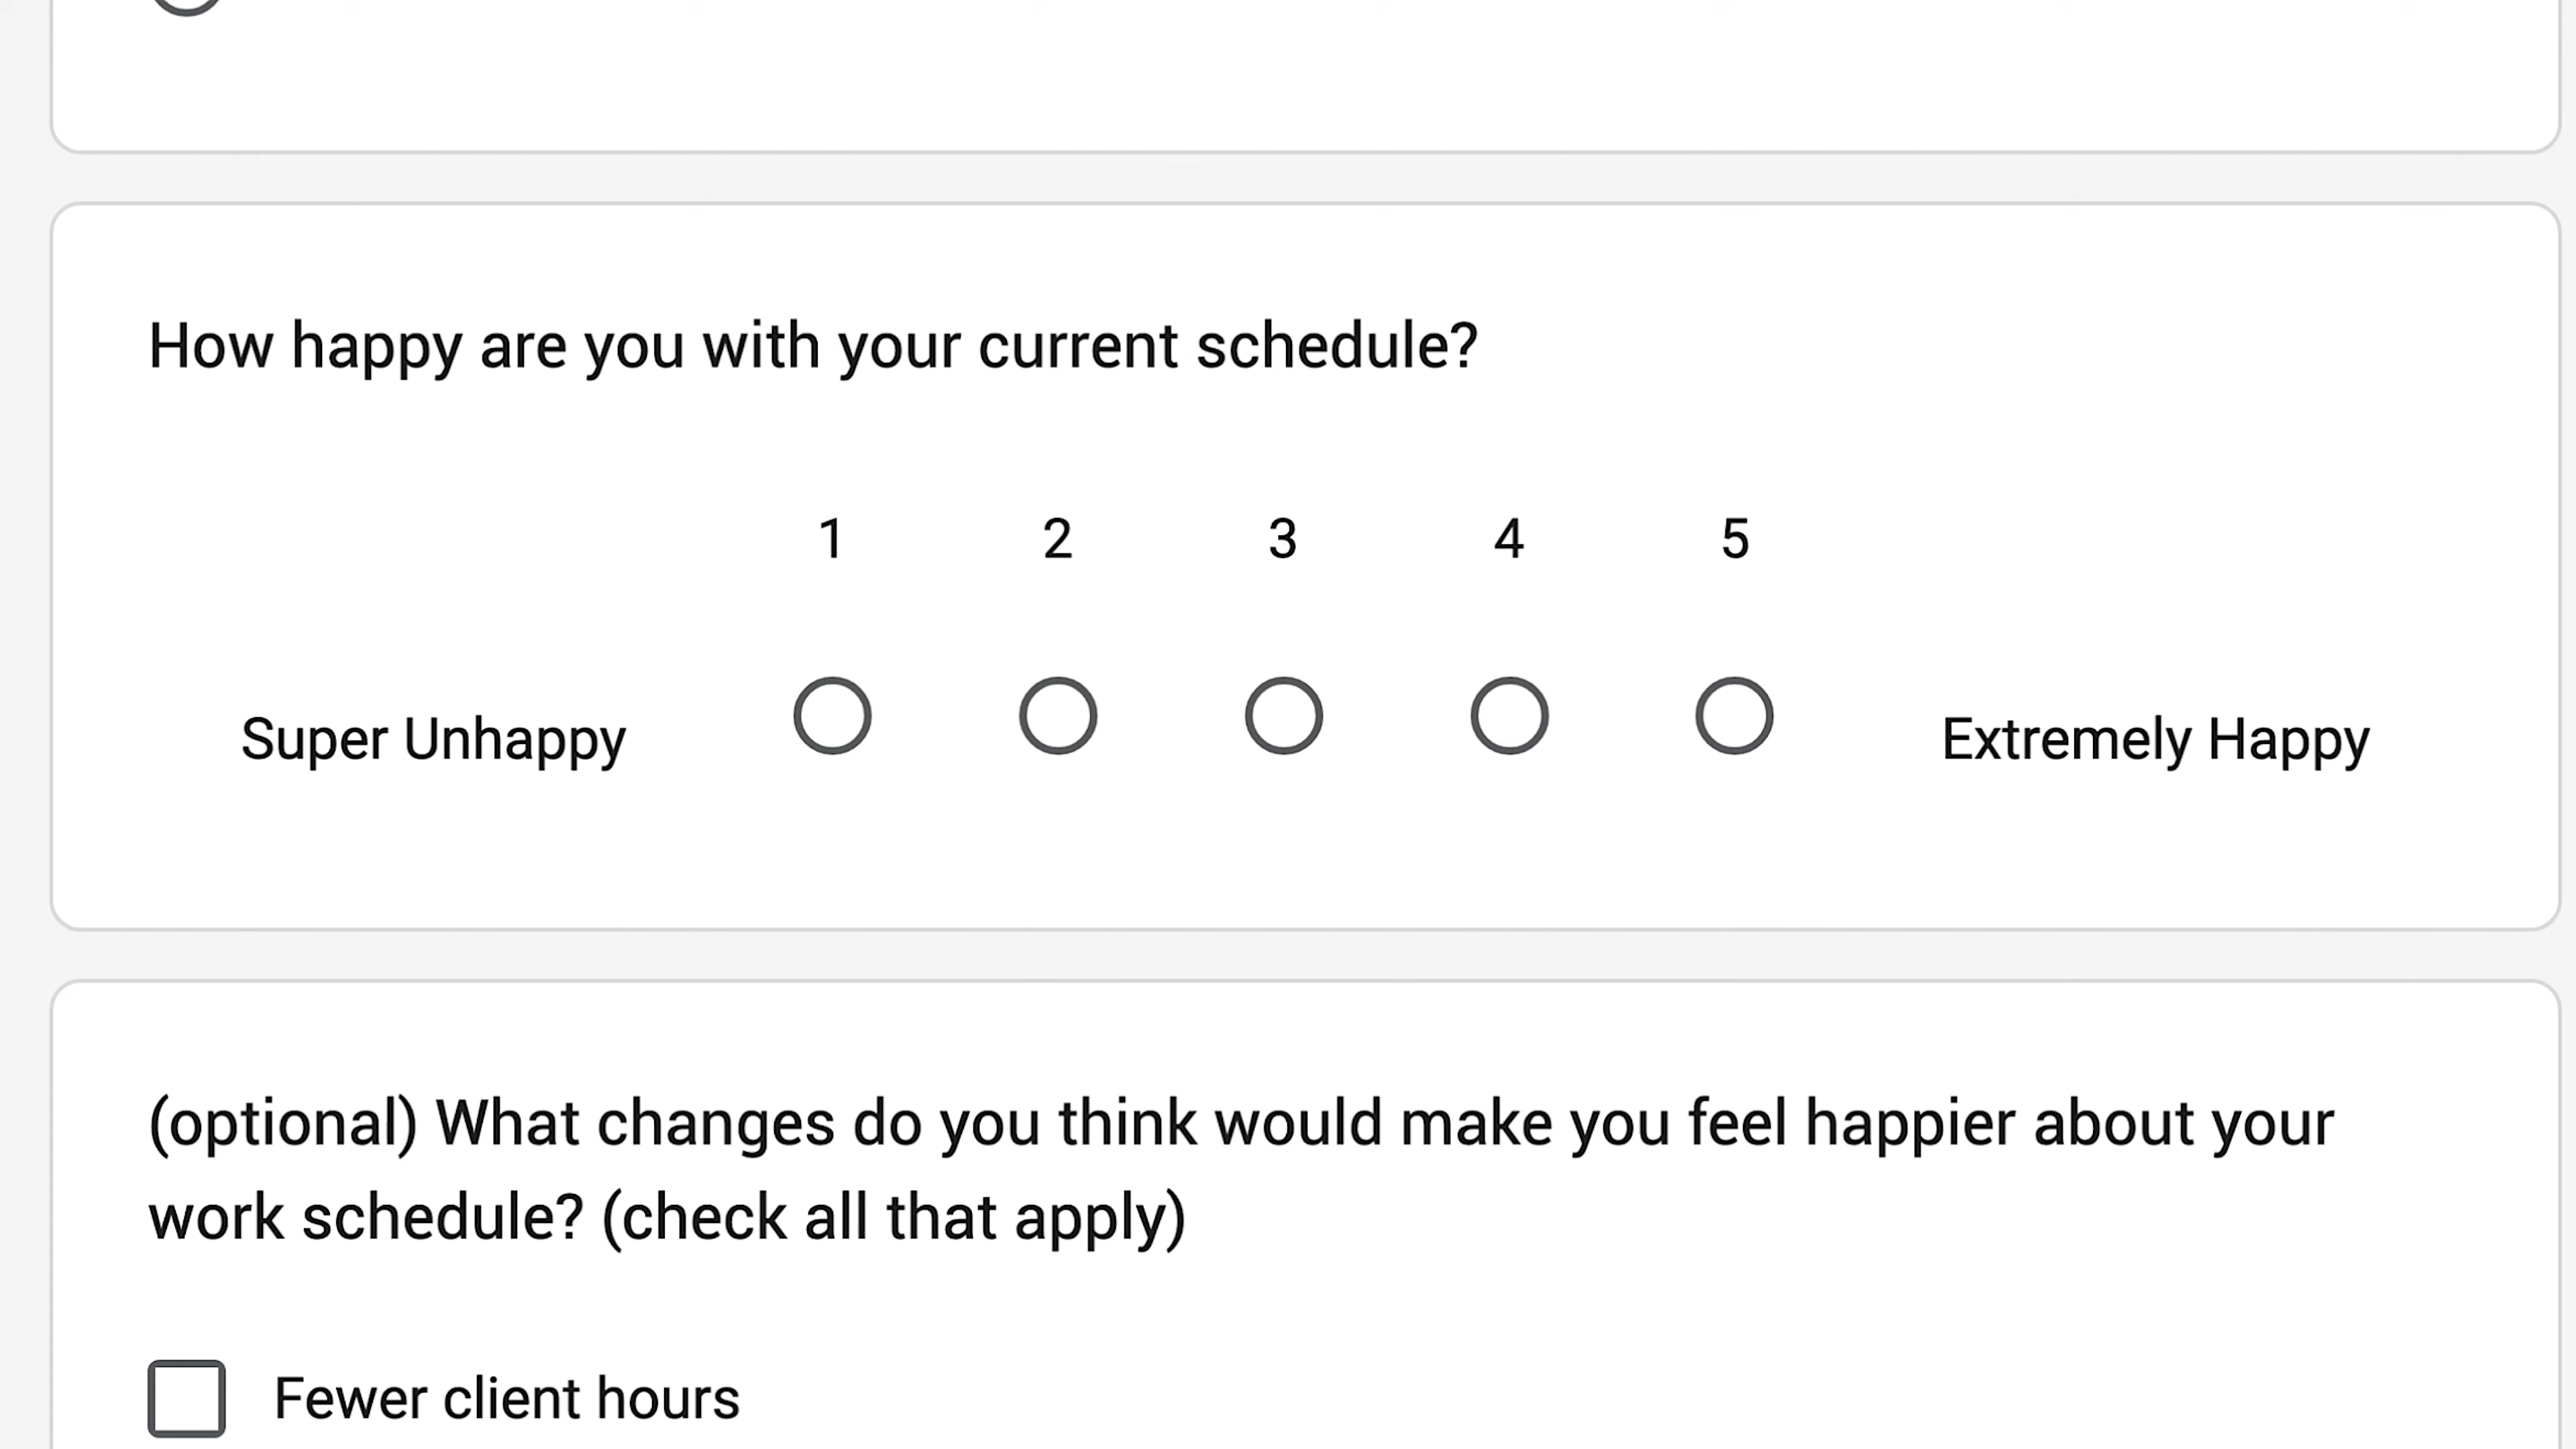 How happy are you with your current schedule?
1 2 3 4 5
Super Unhappy Extremely Happy
(optional) What changes do you think would make you feel happier about your
work schedule? (check all that apply)
Fewer client hours